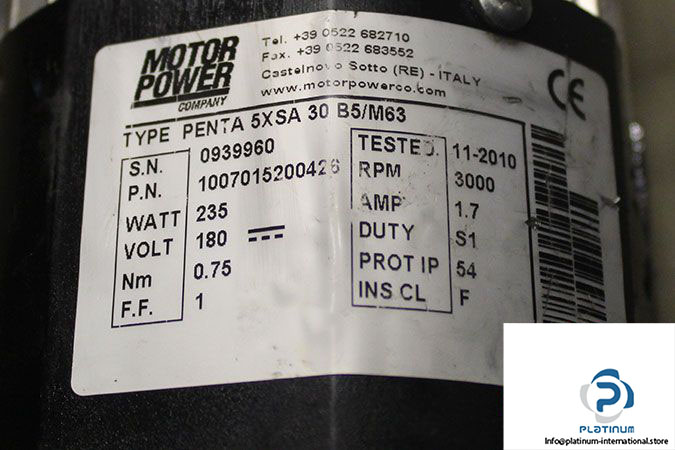 MOTOR
POWER
COMPANY
Tel. +39 0522 682710
Fax. +39 0522 683552
Castelnovo Sotto (RE) - ITALY
www.motorpowerco.com
CE
TYPE PENTA 5XSA 30 B5/M63
S.N. 0939960
P.N. 1007015200426
WATT 235
VOLT 180
Nm 0.75
F.F. 1
TESTED. 11-2010
RPM 3000
AMP 1.7
DUTY S1
PROT IP 54
INS CL F
PLATINUM
Info@platinum-international.store